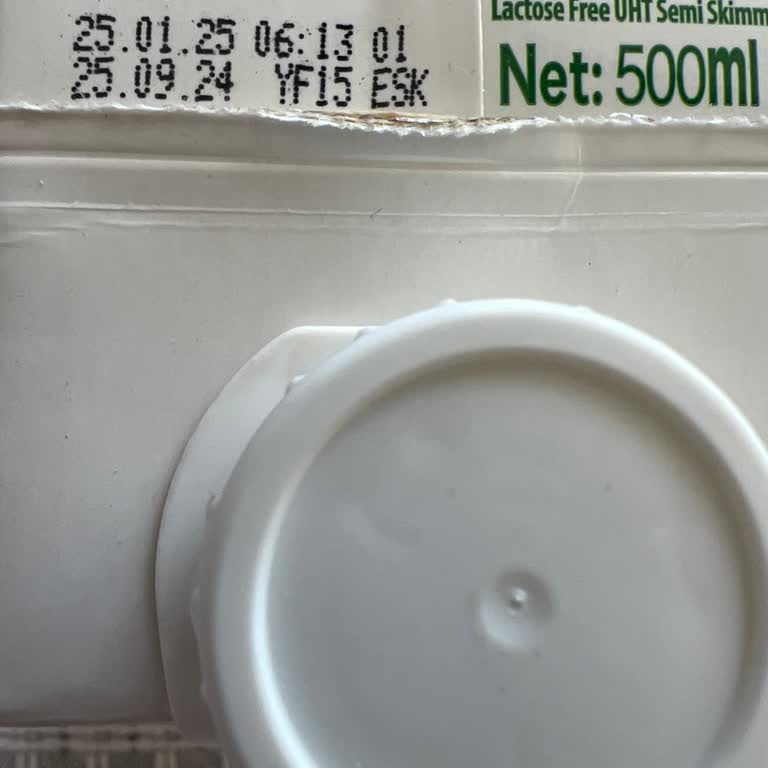 25.01.25 06:13 01
25.09.24 YF15 ESK
Lactose Free UHT Semi Skimm
Net: 500ml